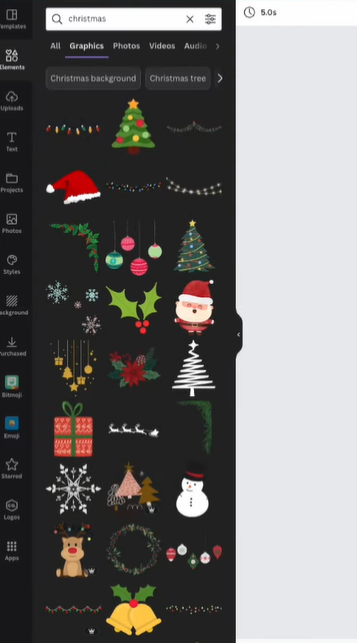 christmas
5.0s
Templates
All Graphics Photos Videos Audio
Elements
Christmas background Christmas tree
Uploads
Text
Projects
Photos
Styles
Background
Purchased
Bitmoji
Emoji
Starred
Logos
Apps